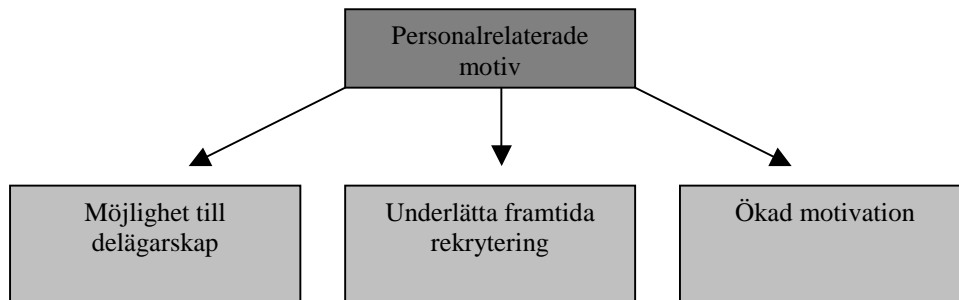 Personalrelaterade
motiv
Möjlighet till
delägarskap
Underlätta framtida
rekrytering
Ökad motivation